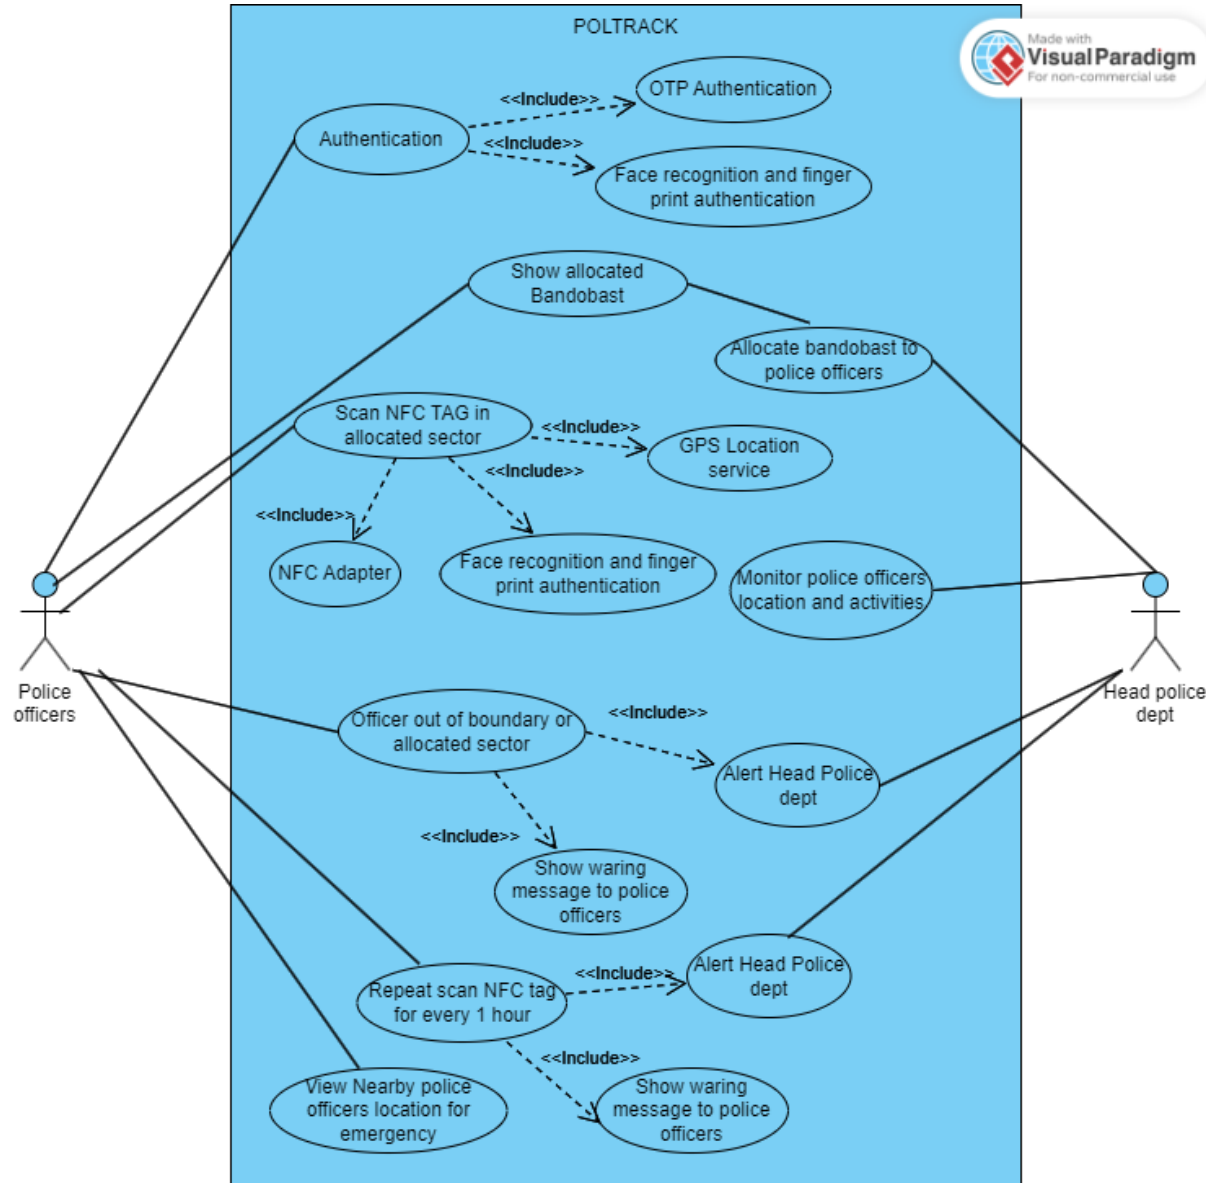 POLTRACK
Made with
Visual Paradigm
For non-commercial use
<<Include>>
OTP Authentication
Authentication
<<Include>>
Face recognition and finger
print authentication
Show allocated
Bandobast
Allocate bandobast to
police officers
Scan NFC TAG in
allocated sector
<<Include>>
GPS Location
service
<<Include>>
<<Include>>
NFC Adapter
Face recognition and finger
print authentication
Monitor police officers
location and activities
Police
officers
Head police
dept
Officer out of boundary or
allocated sector
<<Include>>
Alert Head Police
dept
<<Include>>
Show waring
message to police
officers
Repeat scan NFC tag
for every 1 hour
<<Include>>
Alert Head Police
dept
<<Include>>
View Nearby police
officers location for
emergency
Show waring
message to police
officers